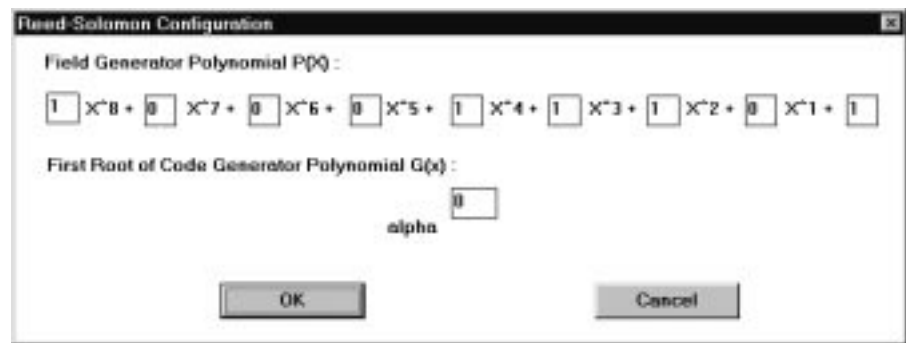 Reed-Solomon Configuration
Field Generator Polynomial P(X) :
1 X^8 + 0 X^7 + 0 X^6 + 0 X^5 + 1 X^4 + 1 X^3 + 1 X^2 + 0 X^1 + 1
First Root of Code Generator Polynomial G(x) :
0
alpha
OK Cancel